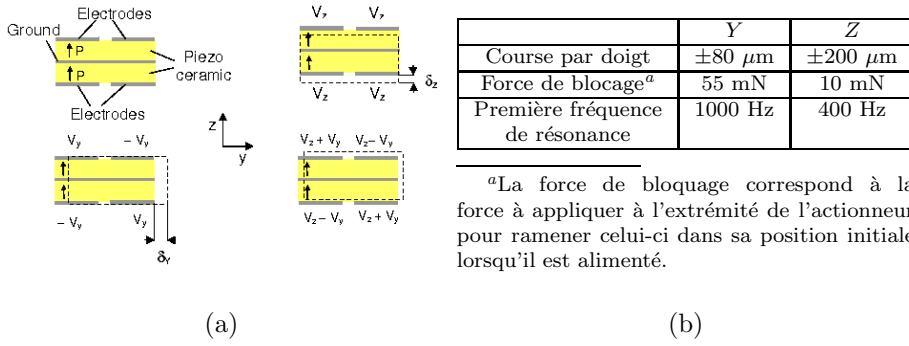 Electrodes
Ground
P
P
Piezo
ceramic
Electrodes
V_z V_z
V_z V_z
δ_z
z
y
V_y - V_y
- V_y V_y
δ_Y
V_z + V_y V_z - V_y
V_z - V_y V_z + V_y
(a)
Y Z
Course par doigt ±80 μm ±200 μm
Force de blocage^a 55 mN 10 mN
Première fréquence 1000 Hz 400 Hz
de résonance
^aLa force de bloquage correspond à la
force à appliquer à l'extrémité de l'actionneur
pour ramener celui-ci dans sa position initiale
lorsqu'il est alimenté.
(b)